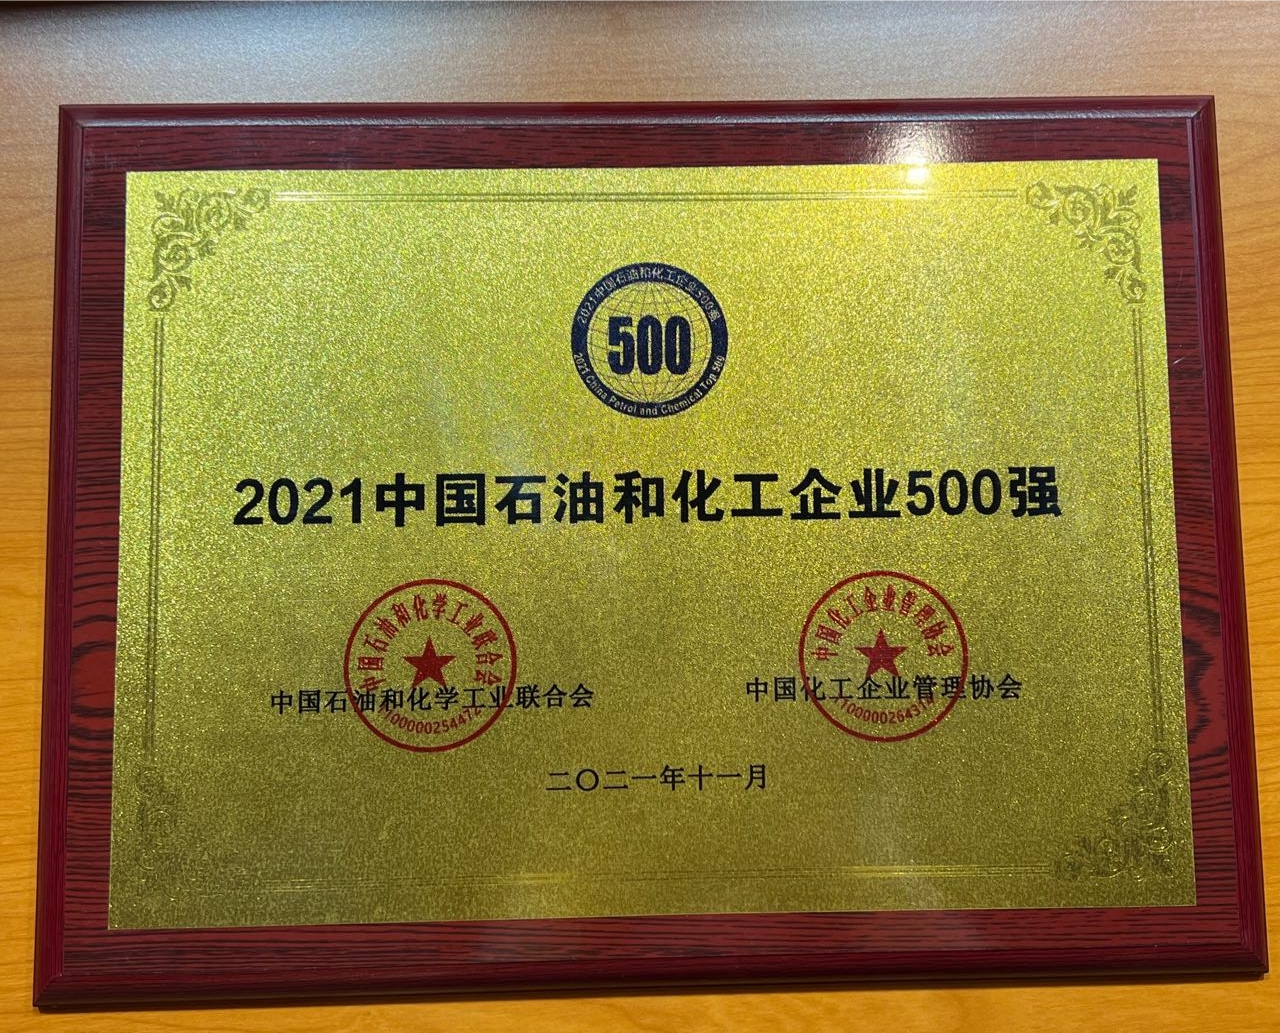 2021中国石油和化工企业500强
500
2021 China Petrol and Chemical Top 500
2021中国石油和化工企业500强
中国石油和化学工业联合会
中国化工企业管理协会
中国石油和化学工业联合会
中国化工企业管理协会
二〇二一年十一月